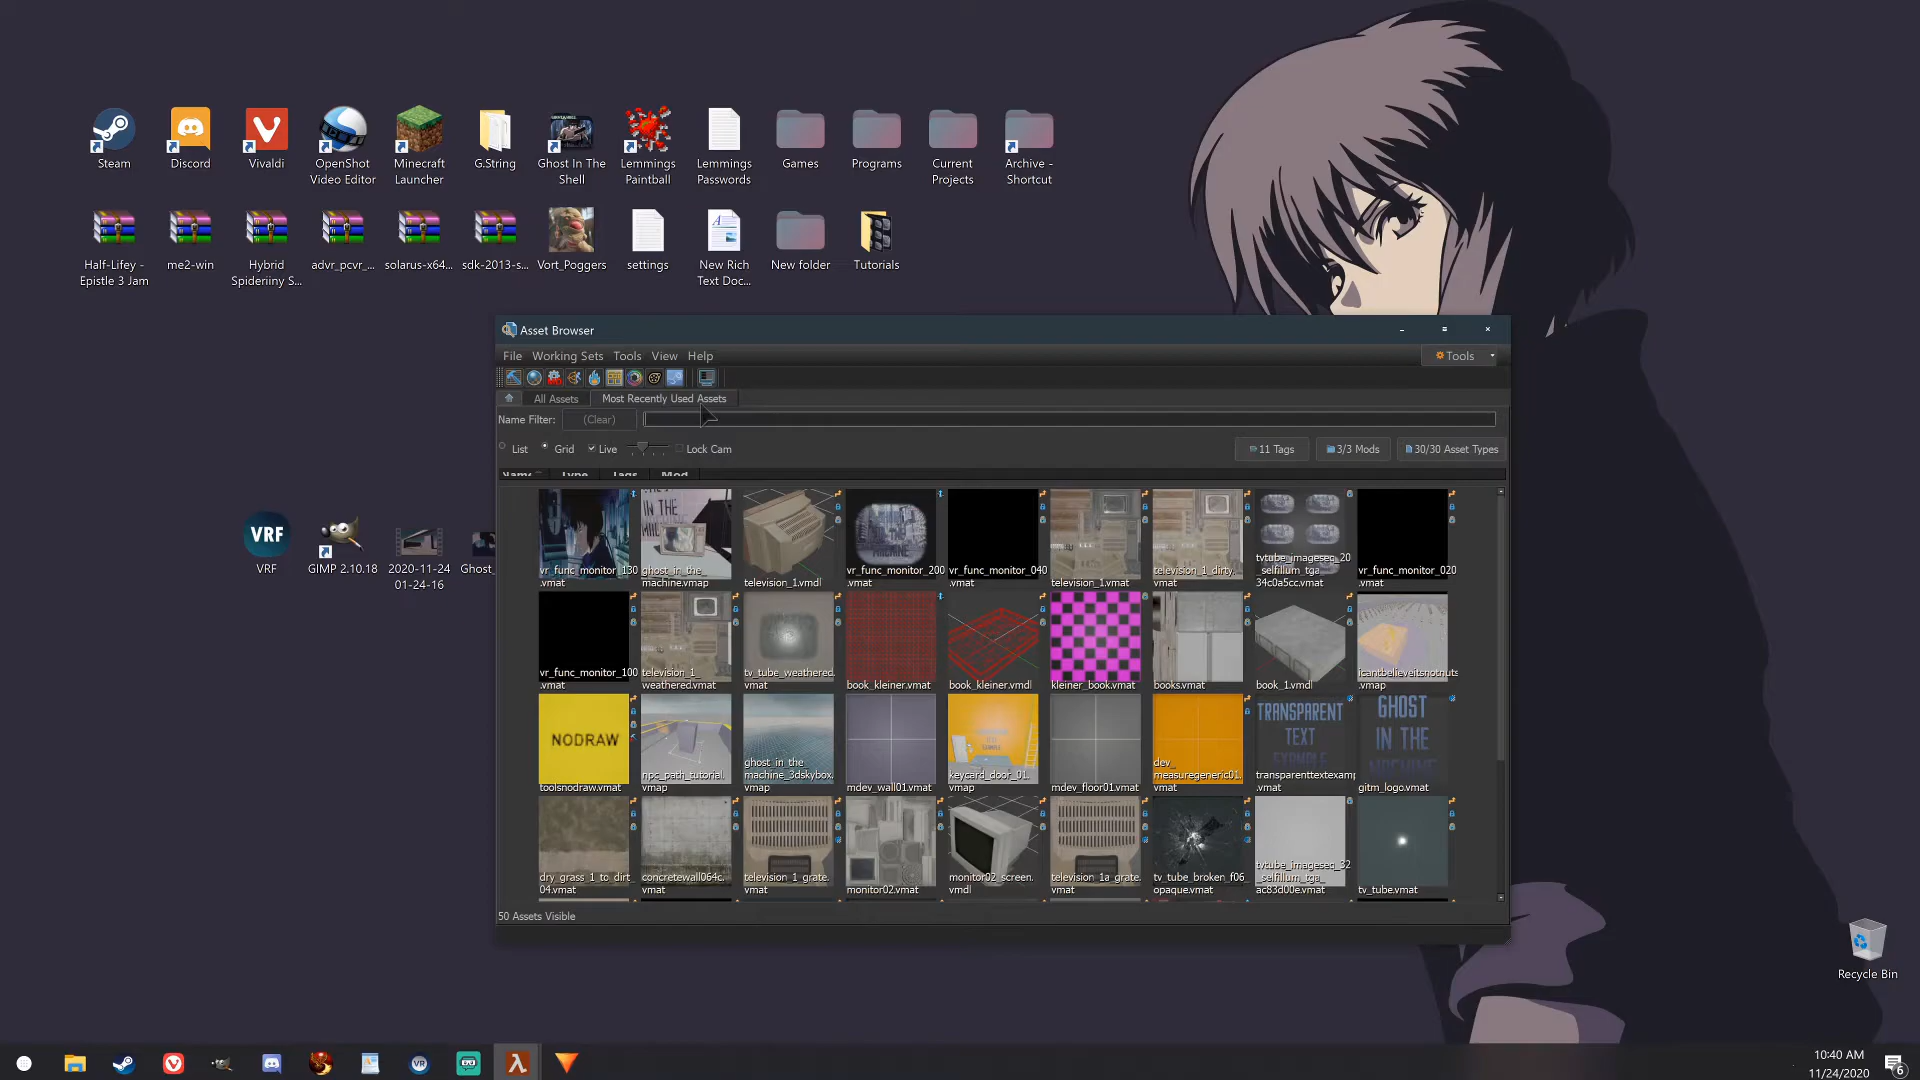 Steam
Discord
Vivaldi
OpenShot
Video Editor
Minecraft
Launcher
G.String
Ghost In The
Shell
Lemmings
Paintball
Lemmings
Passwords
Games
Programs
Current
Projects
Archive -
Shortcut
Half-Lifey -
Epistle 3 Jam
me2-win
Hybrid
Spideriiny S...
advr_pcvr_...
solarus-x64...
sdk-2013-s...
Vort_Poggers
settings
New Rich
Text Doc...
New folder
Tutorials
VRF
VRF
GIMP 2.10.18
2020-11-24
01-24-16
Ghost_
Asset Browser
File Working Sets Tools View Help
Tools
All Assets Most Recently Used Assets
Name Filter: (Clear)
List Grid Live Lock Cam
11 Tags 3/3 Mods 30/30 Asset Types
Name Type Tags Mod
vr_func_monitor_130
.vmat
ghost_in_the_
machine.vmap
television_1.vmdl
vr_func_monitor_200
.vmat
vr_func_monitor_040
.vmat
television_1.vmat
television_1_dirty.
vmat
tvtube_imageseq_20
_selfillum_tga_
34c0a5cc.vmat
vr_func_monitor_020
.vmat
vr_func_monitor_100
.vmat
television_1_
weathered.vmat
tv_tube_weathered.
vmat
book_kleiner.vmat
book_kleiner.vmdl
kleiner_book.vmat
books.vmat
book_1.vmdl
icantbelieveitsnotnuts
.vmap
NODRAW
toolsnodraw.vmat
npc_path_tutorial.
vmap
ghost_in_the_
machine_3dskybox.
vmap
mdev_wall01.vmat
keycard_door_01.
vmap
mdev_floor01.vmat
dev_
measuregeneric01.
vmat
TRANSPARENT
TEXT
EXAMPLE
transparenttextexamp
.vmat
GHOST
IN THE
MACHINE
gitm_logo.vmat
dry_grass_1_to_dirt_
04.vmat
concretewall064c.
vmat
television_1_grate.
vmat
monitor02.vmat
monitor02_screen.
vmdl
television_1a_grate.
vmat
tv_tube_broken_f06_
opaque.vmat
tvtube_imageseq_32
_selfillum_tga_
ac83d00e.vmat
tv_tube.vmat
50 Assets Visible
Recycle Bin
10:40 AM
11/24/2020
6